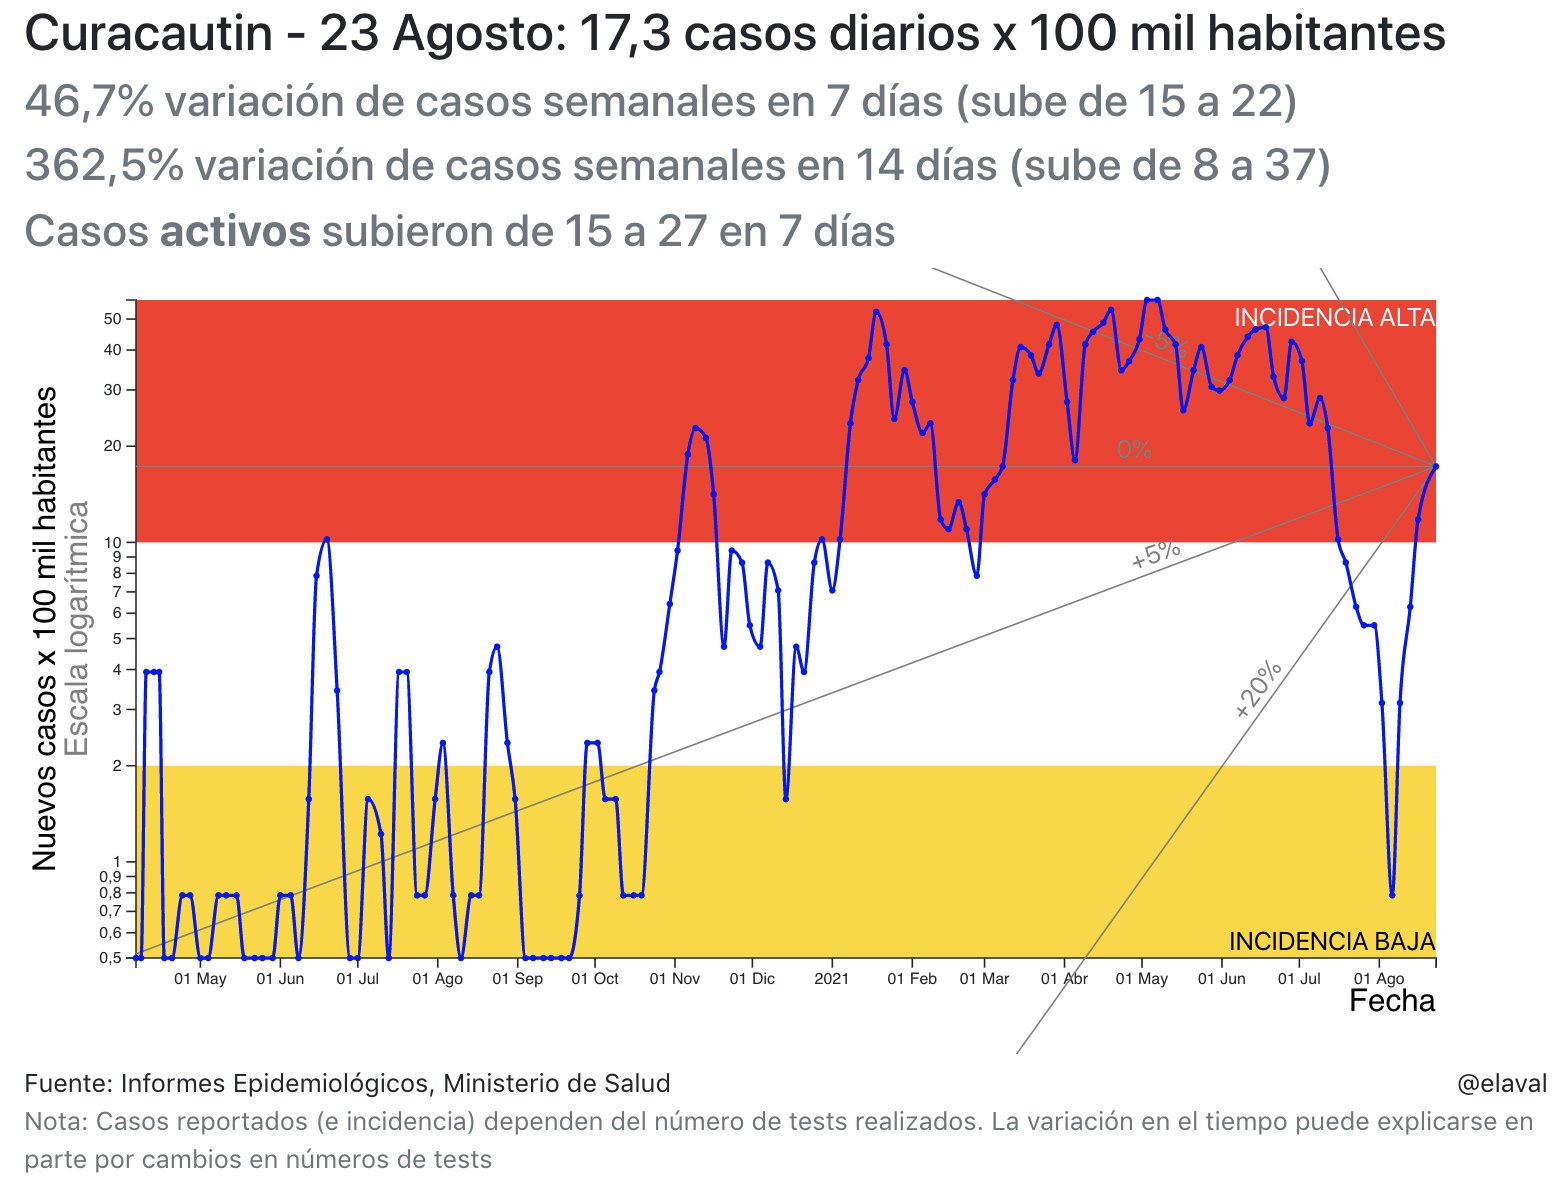 Curacautin - 23 Agosto: 17,3 casos diarios x 100 mil habitantes
46,7% variación de casos semanales en 7 días (sube de 15 a 22)
362,5% variación de casos semanales en 14 días (sube de 8 a 37)
Casos activos subieron de 15 a 27 en 7 días
Nuevos casos x 100 mil habitantes
Escala logarítmica
50
40
30
20
10
9
8
7
6
5
4
3
2
1
0,9
0,8
0,7
0,6
0,5
INCIDENCIA ALTA
-5%
0%
+5%
+20%
INCIDENCIA BAJA
01 May
01 Jun
01 Jul
01 Ago
01 Sep
01 Oct
01 Nov
01 Dic
2021
01 Feb
01 Mar
01 Abr
01 May
01 Jun
01 Jul
01 Ago
Fecha
Fuente: Informes Epidemiológicos, Ministerio de Salud
@elaval
Nota: Casos reportados (e incidencia) dependen del número de tests realizados. La variación en el tiempo puede explicarse en
parte por cambios en números de tests